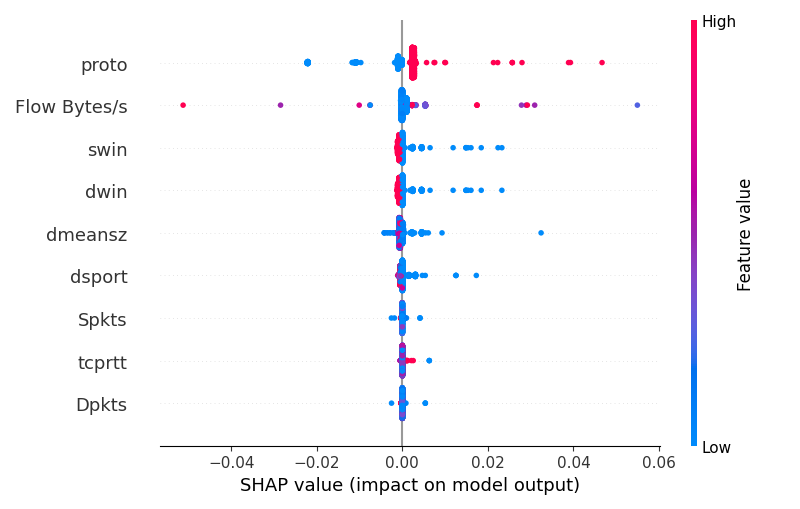 High
proto
Flow Bytes/s
swin
dwin
dmeansz
dsport
Spkts
tcprtt
Dpkts
Feature value
Low
−0.04 −0.02 0.00 0.02 0.04 0.06
SHAP value (impact on model output)